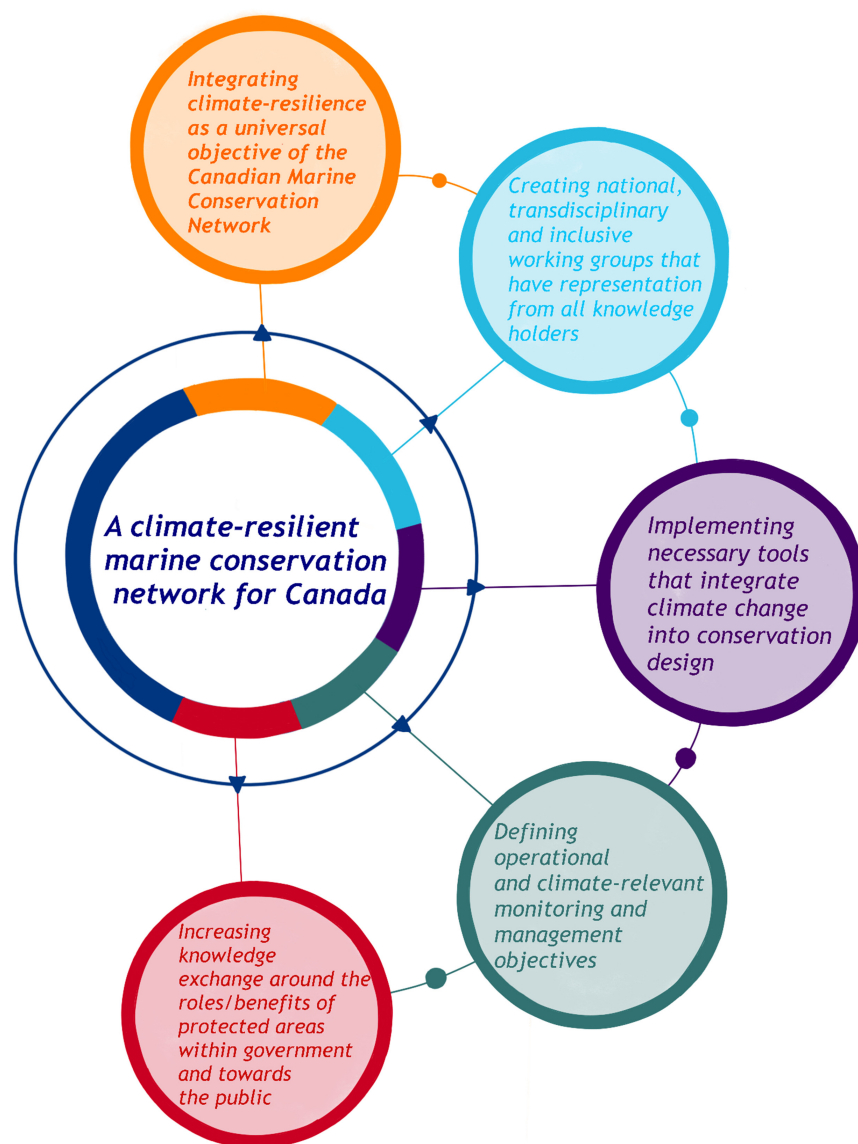 Integrating
climate-resilience
as a universal
objective of the
Canadian Marine
Conservation
Network
Creating national,
transdisciplinary
and inclusive
working groups that
have representation
from all knowledge
holders
A climate-resilient
marine conservation
network for Canada
Implementing
necessary tools
that integrate
climate change
into conservation
design
Defining
operational
and climate-relevant
monitoring and
management
objectives
Increasing
knowledge
exchange around the
roles/benefits of
protected areas
within government
and towards
the public